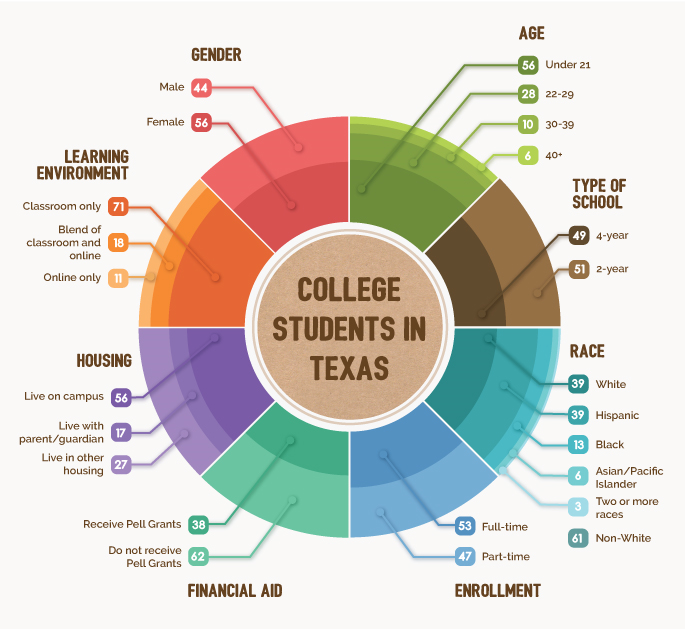 AGE
56 Under 21
28 22-29
10 30-39
6 40+
GENDER
Male 44
Female 56
LEARNING
ENVIRONMENT
Classroom only 71
Blend of
classroom and 18
online
Online only 11
TYPE OF
SCHOOL
49 4-year
51 2-year
COLLEGE
STUDENTS IN
TEXAS
HOUSING
Live on campus 56
Live with
parent/guardian 17
Live in other
housing 27
RACE
39 White
39 Hispanic
13 Black
6 Asian/Pacific
Islander
3 Two or more
races
61 Non-White
Receive Pell Grants 38
Do not receive
Pell Grants 62
FINANCIAL AID
53 Full-time
47 Part-time
ENROLLMENT